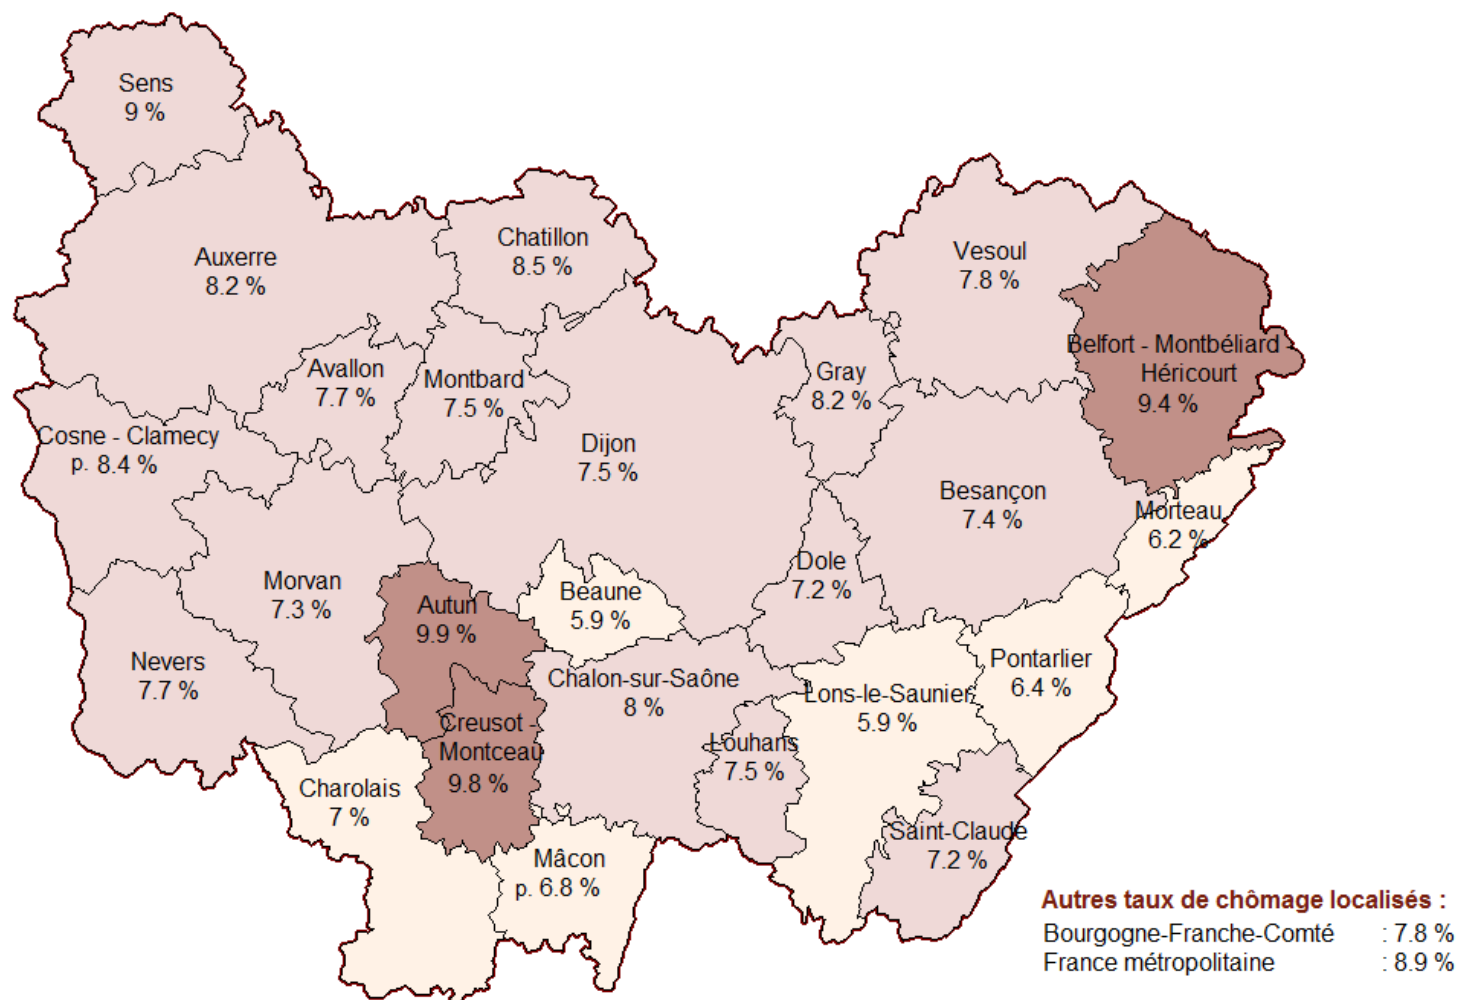 Sens
9 %
Auxerre
8.2 %
Chatillon
8.5 %
Vesoul
7.8 %
Avallon
7.7 %
Montbard
7.5 %
Gray
8.2 %
Belfort - Montbéliard -
Héricourt
9.4 %
Cosne - Clamecy
p. 8.4 %
Dijon
7.5 %
Besançon
7.4 %
Morteau
6.2 %
Morvan
7.3 %
Autun
9.9 %
Beaune
5.9 %
Dole
7.2 %
Nevers
7.7 %
Chalon-sur-Saône
8 %
Lons-le-Saunier
5.9 %
Pontarlier
6.4 %
Creusot -
Montceau
9.8 %
Louhans
7.5 %
Charolais
7 %
Mâcon
p. 6.8 %
Saint-Claude
7.2 %
Autres taux de chômage localisés :
Bourgogne-Franche-Comté : 7.8 %
France métropolitaine : 8.9 %